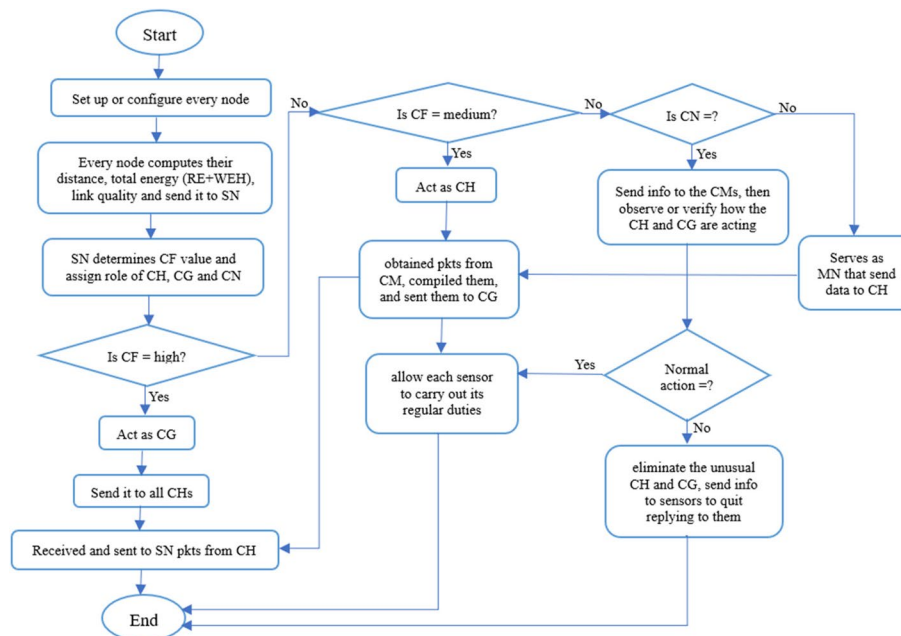 Start
Set up or configure every node
Every node computes their
distance, total energy (RE+WEH),
link quality and send it to SN
SN determines CF value and
assign role of CH, CG and CN
Is CF = high?
No
Yes
Act as CG
Send it to all CHs
Received and sent to SN pkts from CH
End
Is CF = medium?
No
Yes
Act as CH
obtained pkts from
CM, compiled them,
and sent them to CG
allow each sensor
to carry out its
regular duties
Is CN =?
No
Yes
Send info to the CMs, then
observe or verify how the
CH and CG are acting
Serves as
MN that send
data to CH
Normal
action =?
Yes
No
eliminate the unusual
CH and CG, send info
to sensors to quit
replying to them